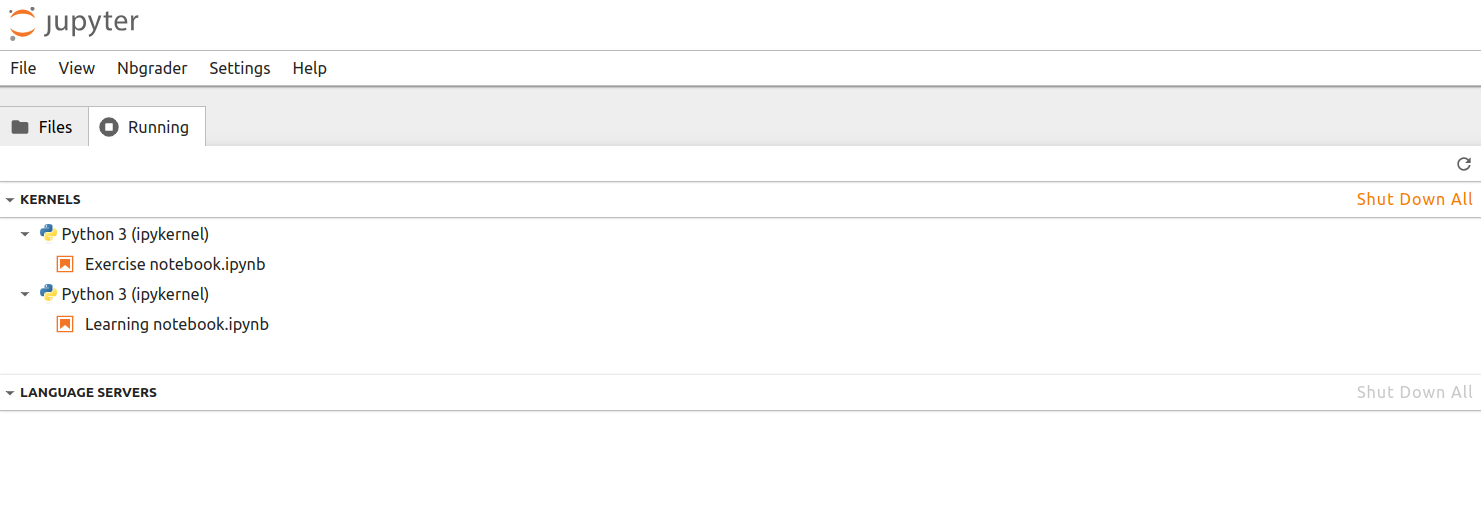 jupyter
File View Nbgrader Settings Help
Files Running
KERNELS Shut Down All
Python 3 (ipykernel)
Exercise notebook.ipynb
Python 3 (ipykernel)
Learning notebook.ipynb
LANGUAGE SERVERS Shut Down All